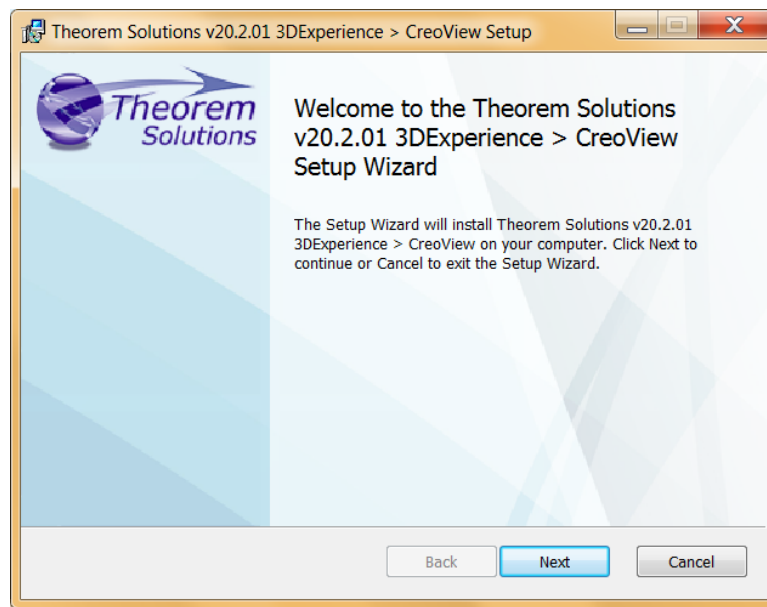 Theorem Solutions v20.2.01 3DExperience > CreoView Setup
Theorem
Solutions
Welcome to the Theorem Solutions
v20.2.01 3DExperience > CreoView
Setup Wizard
The Setup Wizard will install Theorem Solutions v20.2.01
3DExperience > CreoView on your computer. Click Next to
continue or Cancel to exit the Setup Wizard.
Back
Next
Cancel